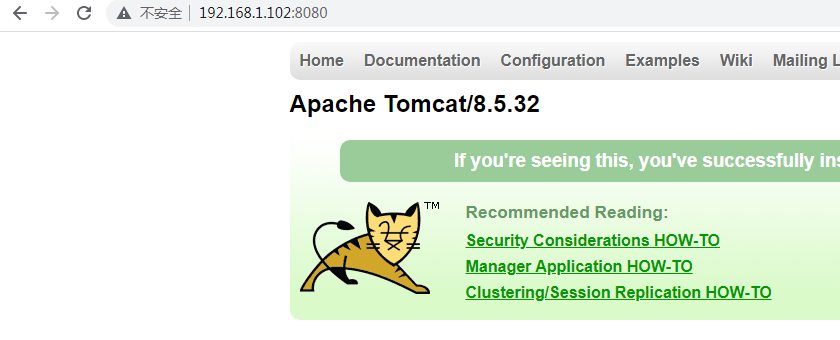 不安全 192.168.1.102:8080
Home Documentation Configuration Examples Wiki Mailing L
Apache Tomcat/8.5.32
If you're seeing this, you've successfully ins
TM
Recommended Reading:
Security Considerations HOW-TO
Manager Application HOW-TO
Clustering/Session Replication HOW-TO